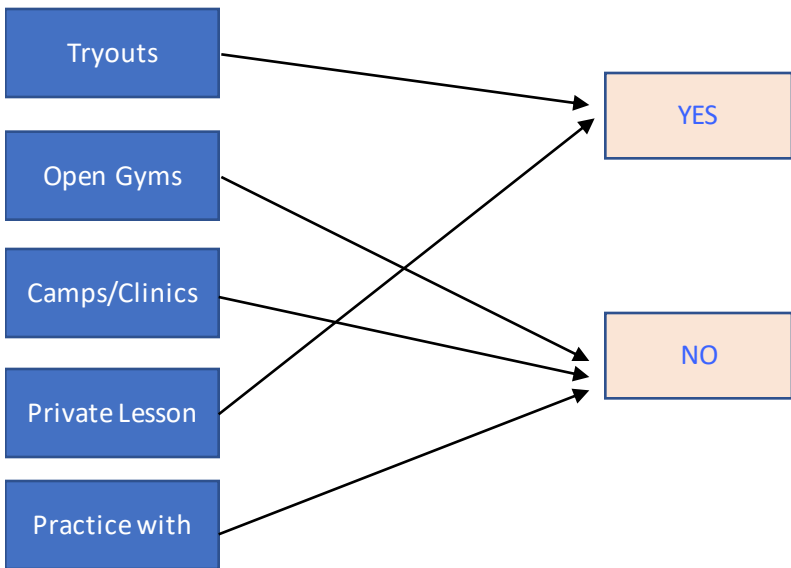 Tryouts
YES
Open Gyms
Camps/Clinics
NO
Private Lesson
Practice with